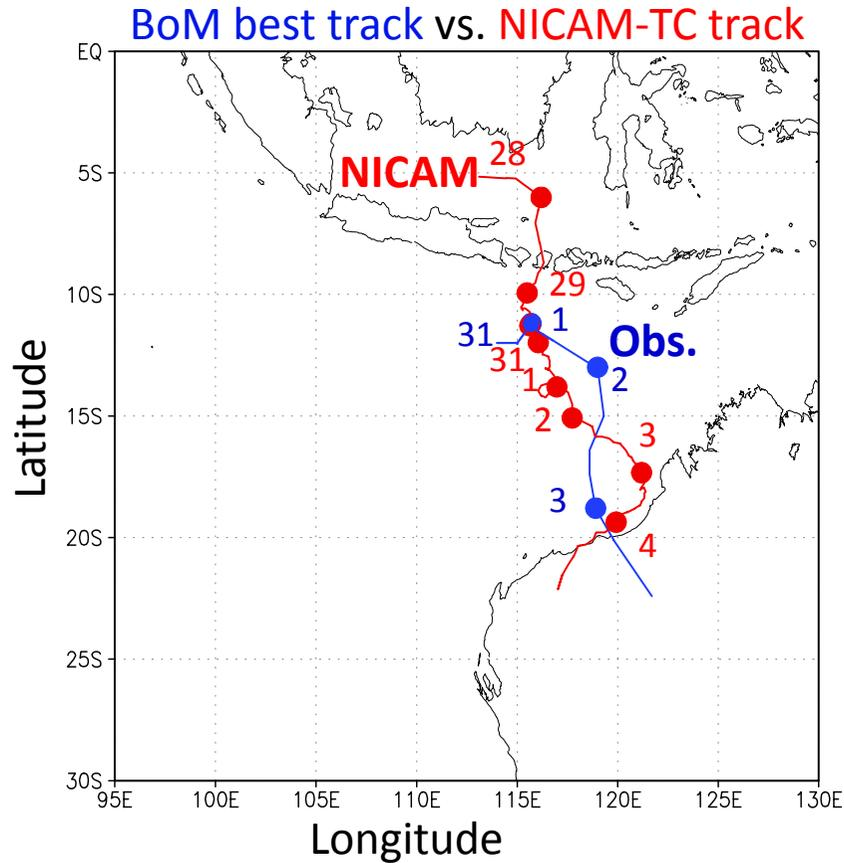 BoM best track vs. NICAM-TC track
EQ
28
NICAM
5S
29
10S
1
31
Obs.
31
1
2
15S
2
3
3
20S
4
25S
30S
95E 100E 105E 110E 115E 120E 125E 130E
Latitude
Longitude